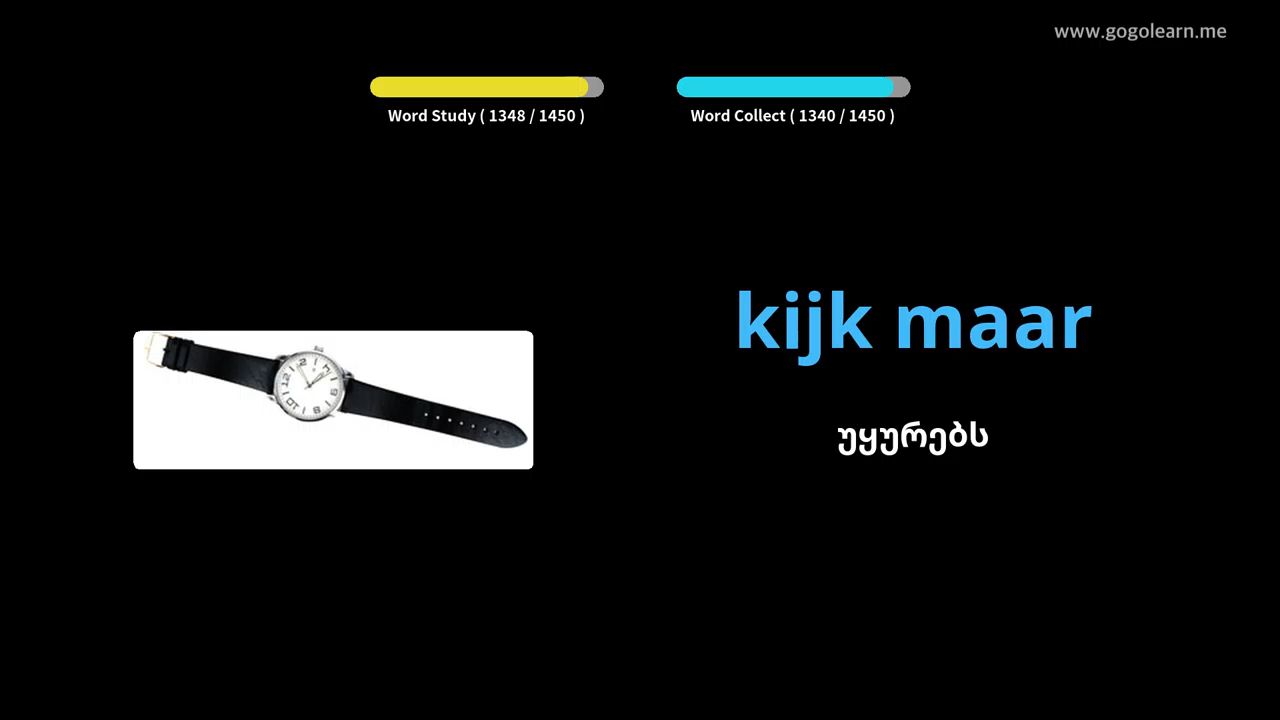 www.gogolearn.me
Word Study ( 1348 / 1450 )
Word Collect ( 1340 / 1450 )
kijk maar
უყურებს